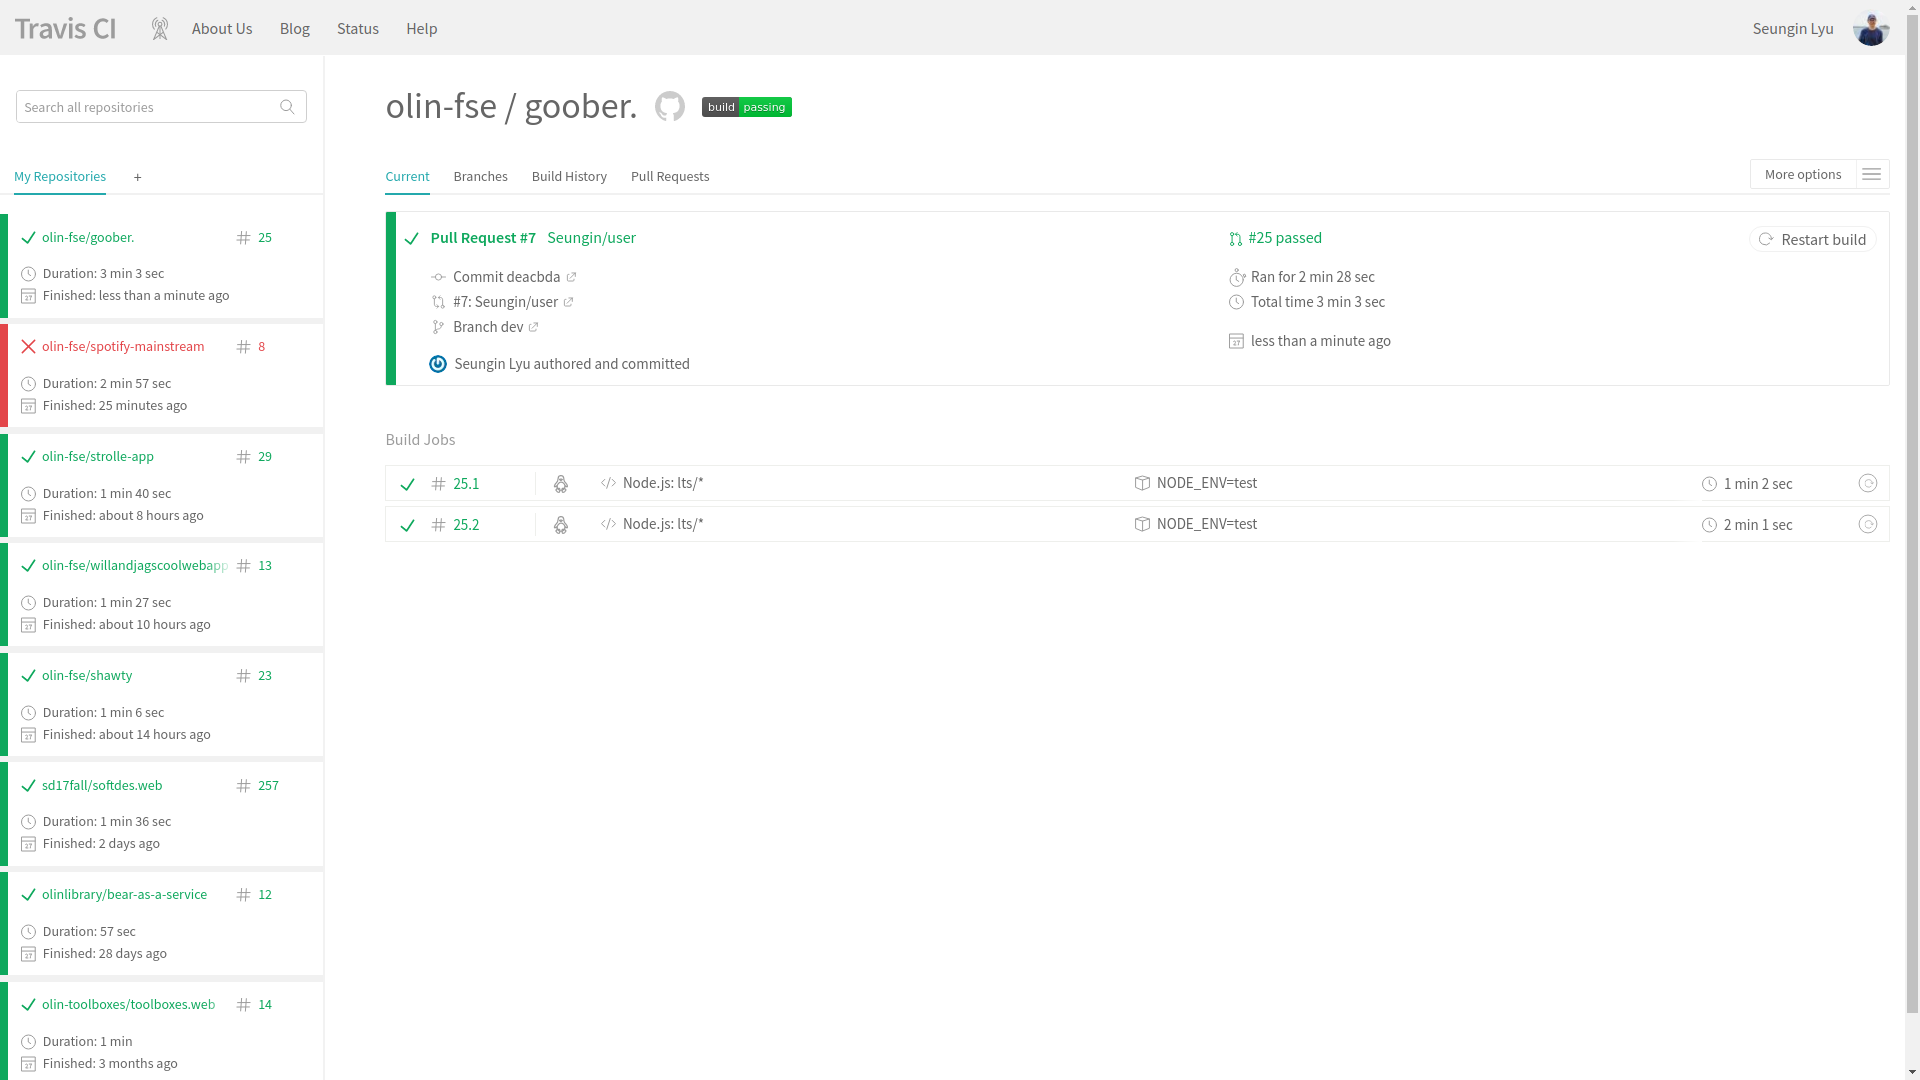 Travis CI
About Us
Blog
Status
Help
Seungin Lyu
Search all repositories
My Repositories
+
olin-fse/goober. # 25
Duration: 3 min 3 sec
Finished: less than a minute ago
olin-fse/spotify-mainstream # 8
Duration: 2 min 57 sec
Finished: 25 minutes ago
olin-fse/strolle-app # 29
Duration: 1 min 40 sec
Finished: about 8 hours ago
olin-fse/willandjagscoolwebapp # 13
Duration: 1 min 27 sec
Finished: about 10 hours ago
olin-fse/shawty # 23
Duration: 1 min 6 sec
Finished: about 14 hours ago
sd17fall/softdes.web # 257
Duration: 1 min 36 sec
Finished: 2 days ago
olinlibrary/bear-as-a-service # 12
Duration: 57 sec
Finished: 28 days ago
olin-toolboxes/toolboxes.web # 14
Duration: 1 min
Finished: 3 months ago
olin-fse / goober.
build passing
Current
Branches
Build History
Pull Requests
More options
Pull Request #7 Seungin/user
Commit deacbda
#7: Seungin/user
Branch dev
Seungin Lyu authored and committed
#25 passed
Ran for 2 min 28 sec
Total time 3 min 3 sec
less than a minute ago
Restart build
Build Jobs
# 25.1 Node.js: lts/* NODE_ENV=test 1 min 2 sec
# 25.2 Node.js: lts/* NODE_ENV=test 2 min 1 sec